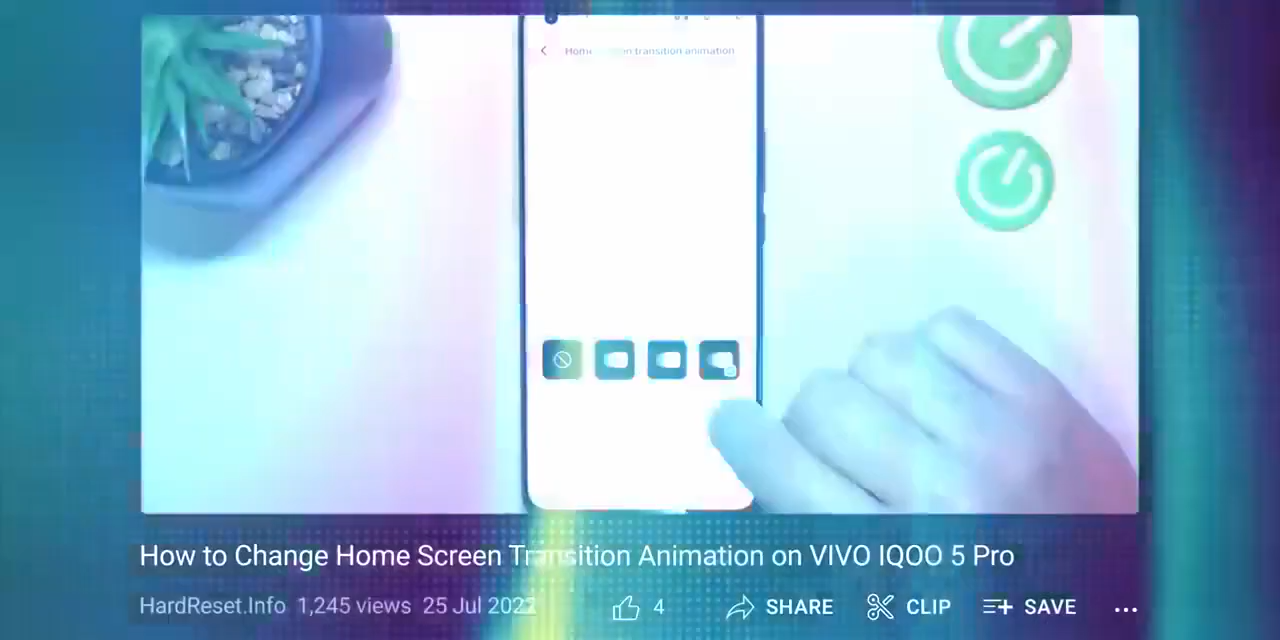 Home transition animation
How to Change Home Screen Transition Animation on VIVO IQOO 5 Pro
HardReset.Info 1,245 views 25 Jul 2022
4 SHARE CLIP SAVE ...